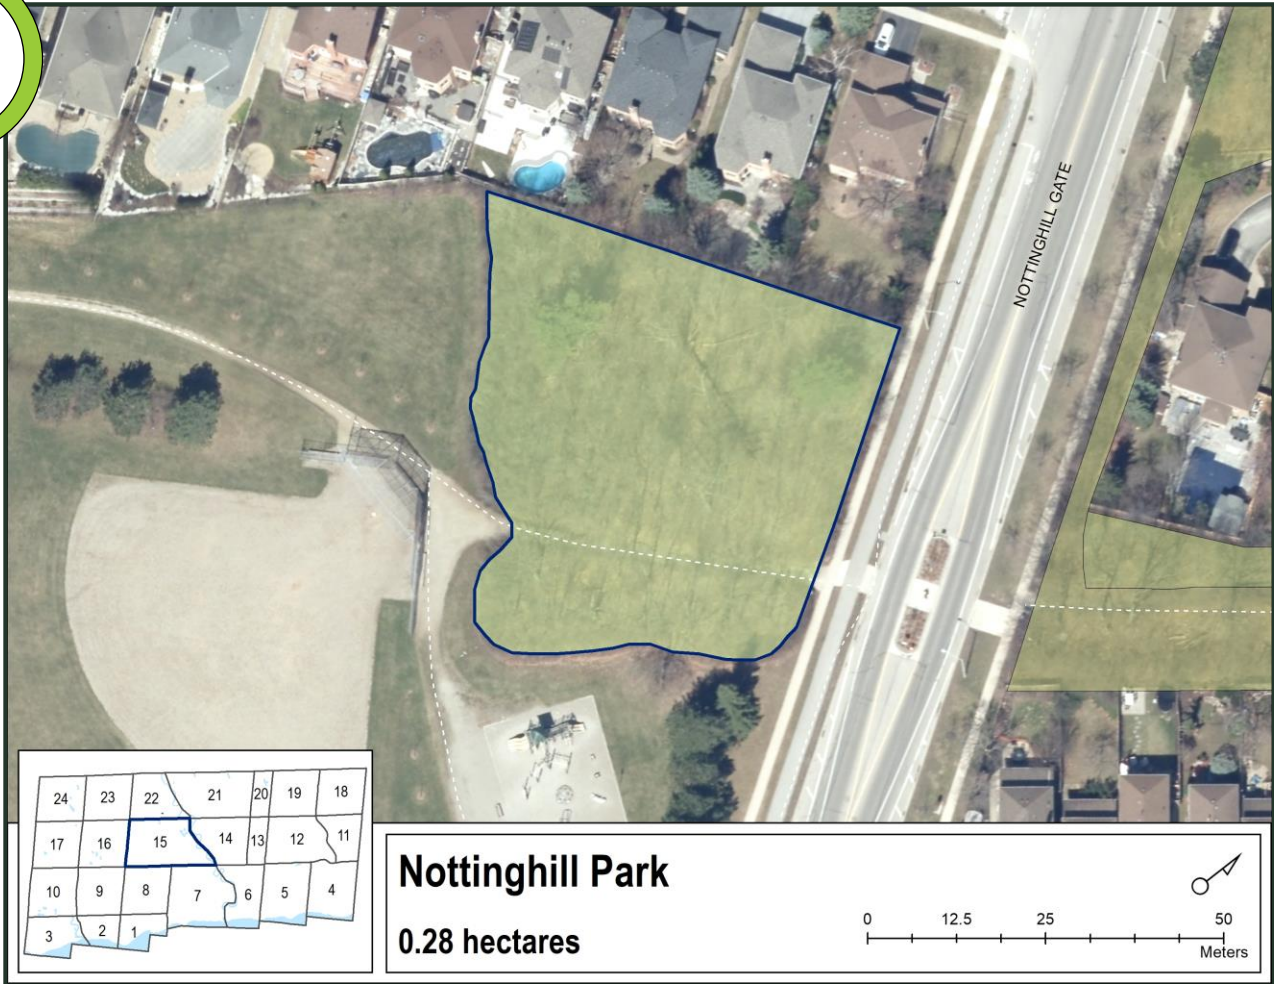 NOTTINGHILL GATE
24 23 22 21 20 19 18
17 16 15 14 13 12 11
10 9 8 7 6 5 4
3 2 1
Nottinghill Park
0.28 hectares
0 12.5 25 50
Meters